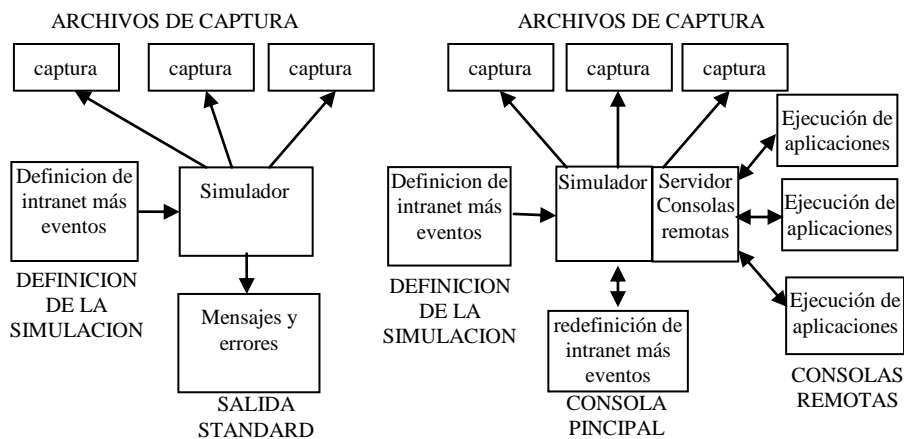 ARCHIVOS DE CAPTURA
captura
captura
captura
Definicion de
intranet más
eventos
Simulador
DEFINICION
DE LA
SIMULACION
Mensajes y
errores
SALIDA
STANDARD
ARCHIVOS DE CAPTURA
captura
captura
captura
Definicion de
intranet más
eventos
Simulador
Servidor
Consolas
remotas
Ejecución de
aplicaciones
Ejecución de
aplicaciones
Ejecución de
aplicaciones
DEFINICION
DE LA
SIMULACION
redefinición de
intranet más
eventos
CONSOLA
PINCIPAL
CONSOLAS
REMOTAS